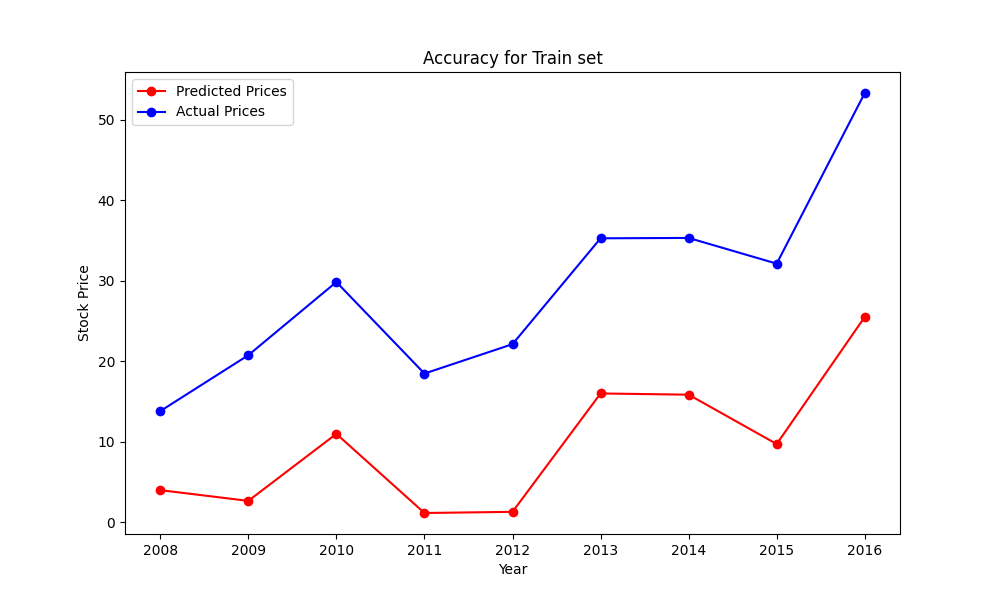 Accuracy for Train set
Predicted Prices
Actual Prices
Stock Price
50
40
30
20
10
0
2008 2009 2010 2011 2012 2013 2014 2015 2016
Year